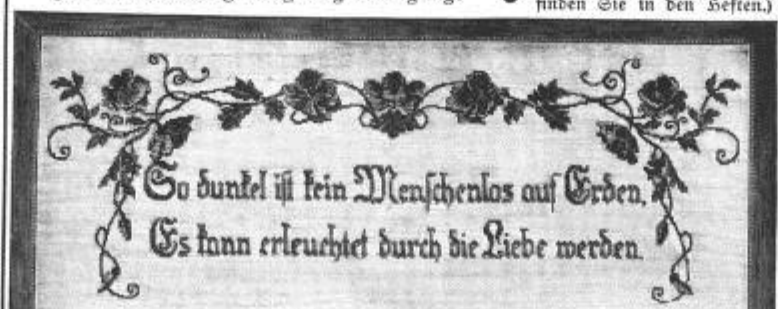 finden Sie in den Heften.)
So dunkel ist kein Menschenlos auf Erden,
Es kann erleuchtet durch die Liebe werden.